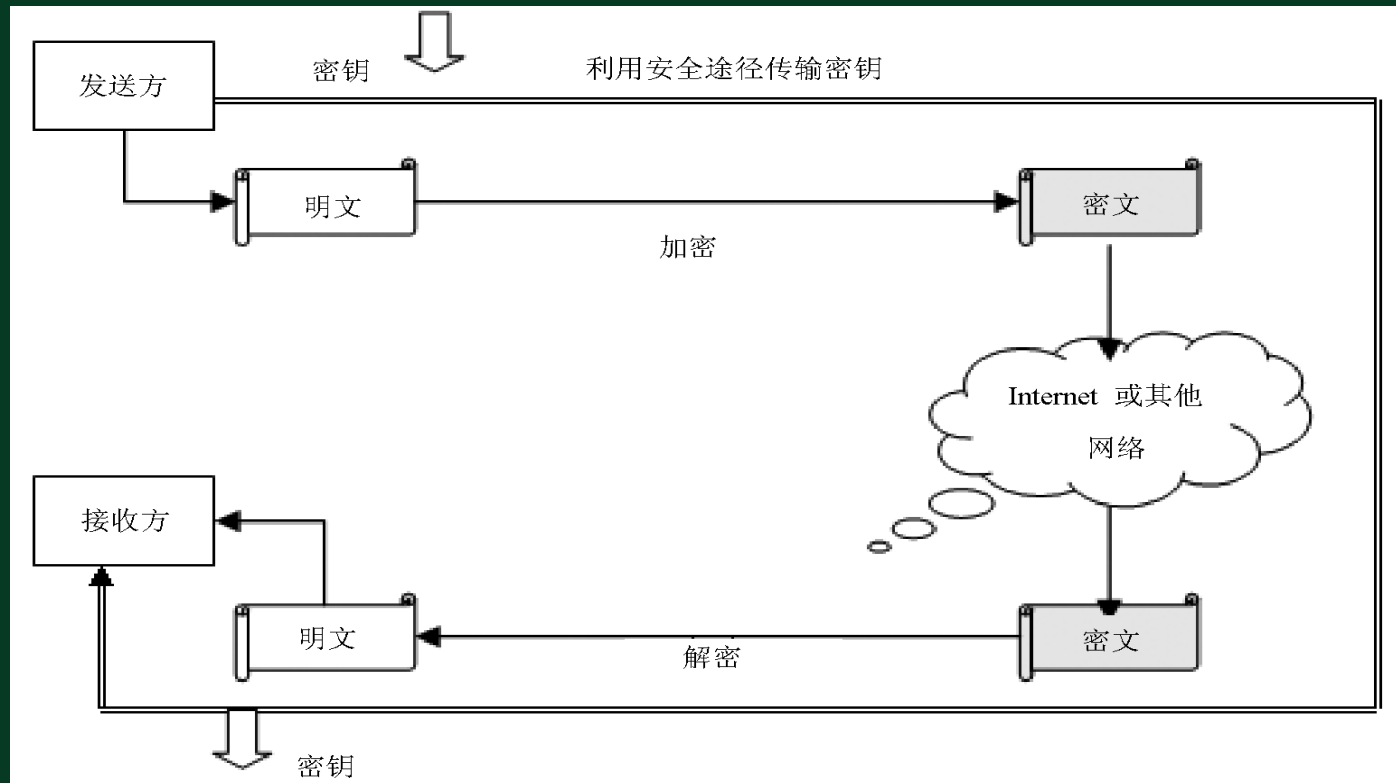 发送方
密钥
利用安全途径传输密钥
明文
密文
加密
Internet 或其他
网络
接收方
明文
密文
解密
密钥